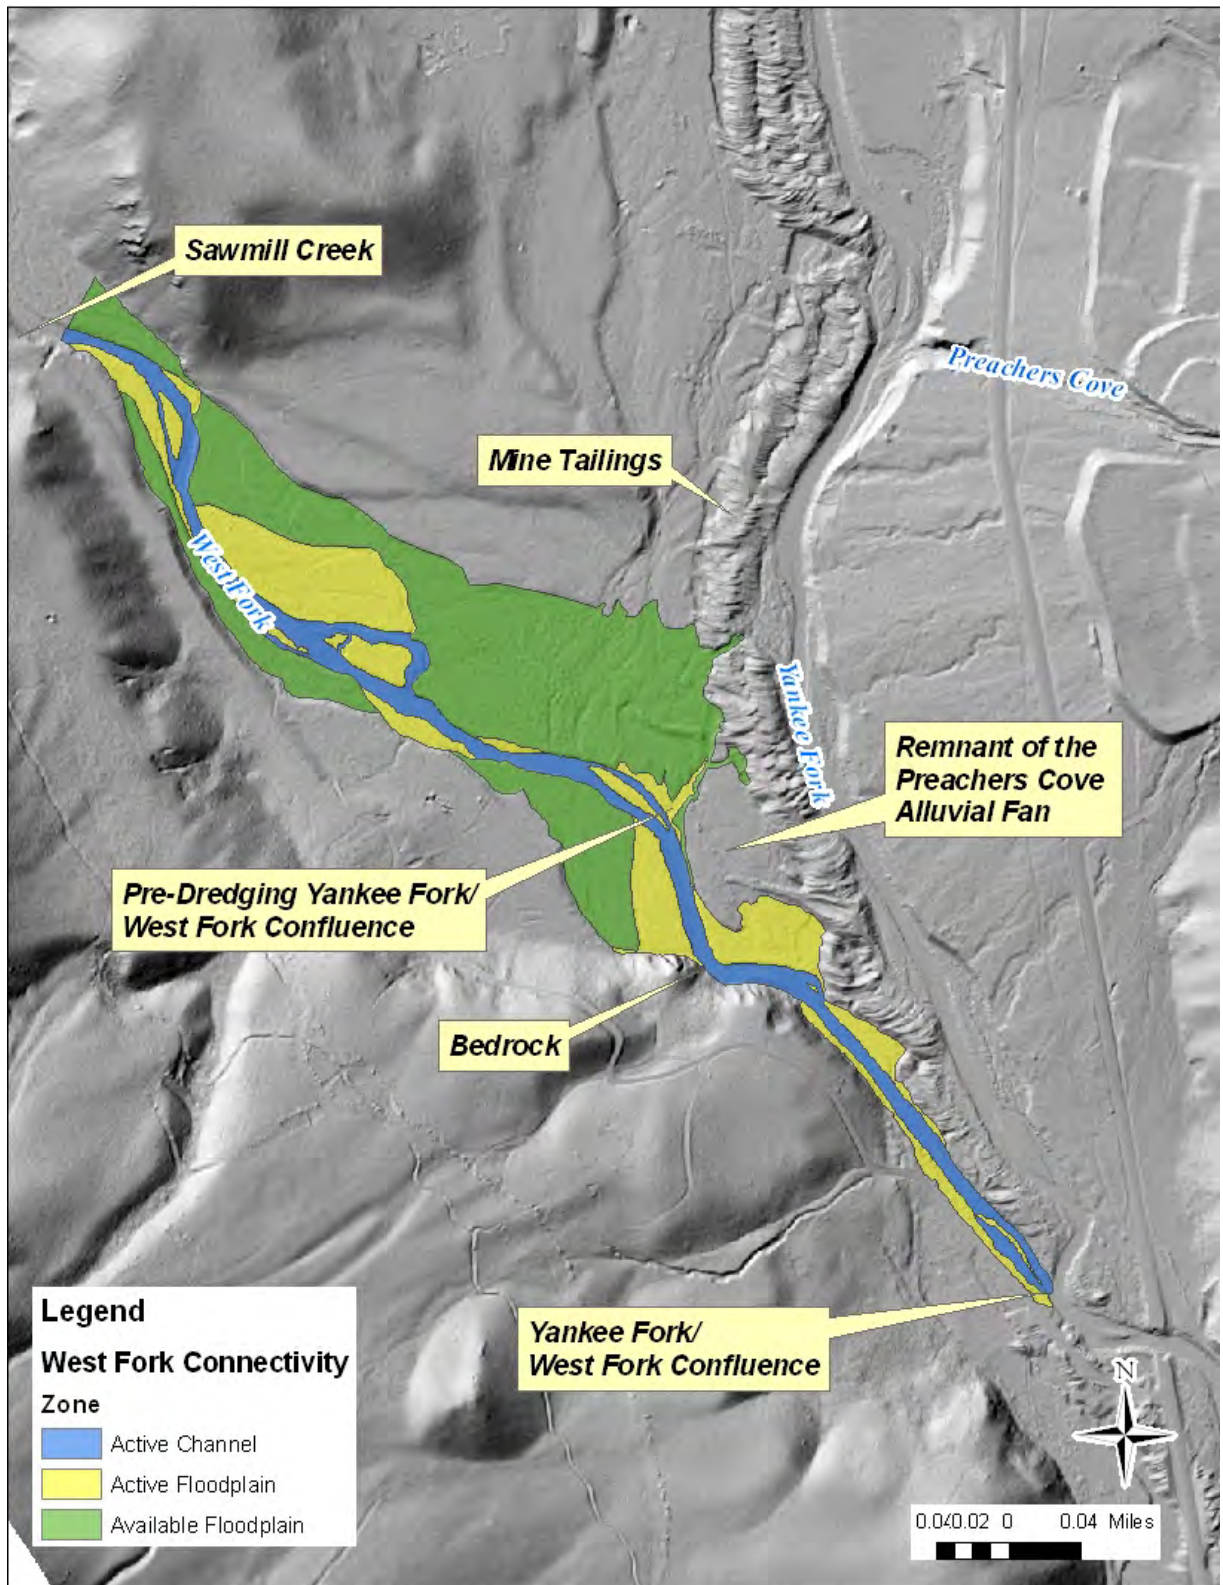 Sawmill Creek
Preachers Cove
Mine Tailings
West Fork
Yankee Fork
Remnant of the
Preachers Cove
Alluvial Fan
Pre-Dredging Yankee Fork/
West Fork Confluence
Bedrock
Yankee Fork/
West Fork Confluence
Legend
West Fork Connectivity
Zone
Active Channel
Active Floodplain
Available Floodplain
N
0.04 0.02 0 0.04 Miles